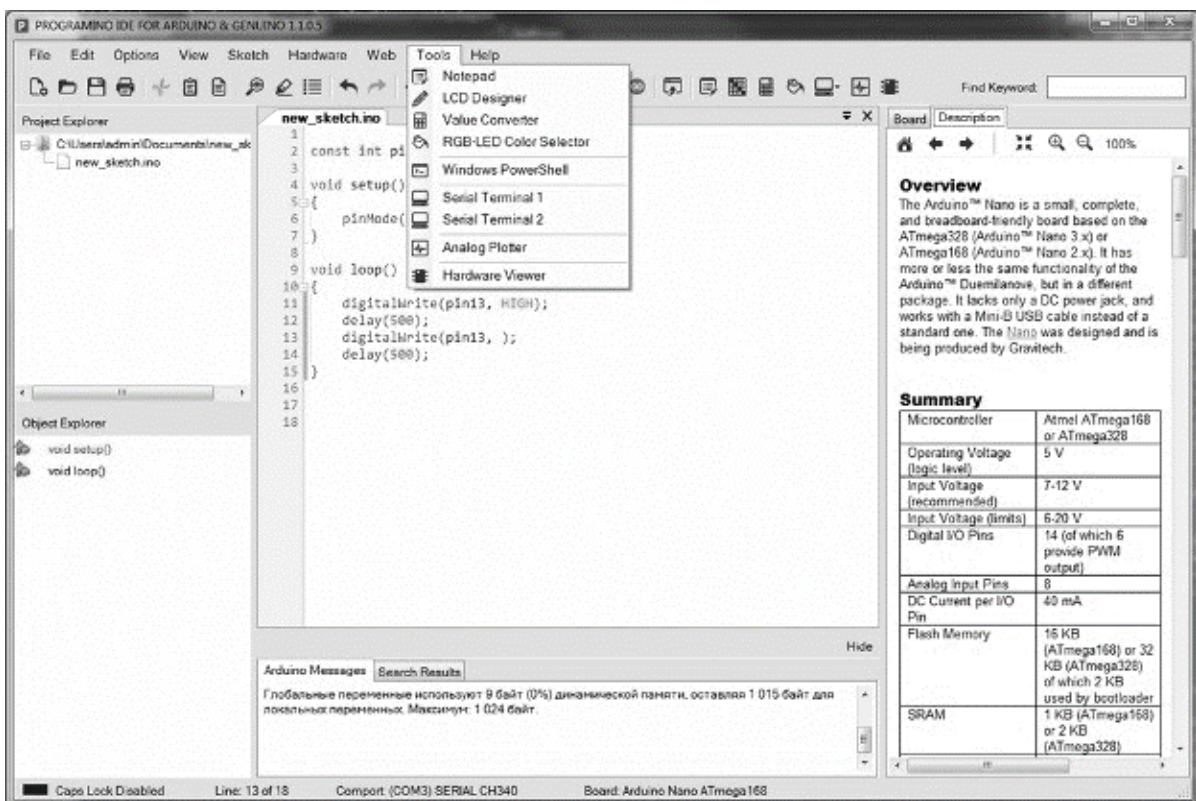 PROGRAMINO IDE FOR ARDUINO & GENUINO 1.1.0.5
File Edit Options View Sketch Hardware Web Tools Help
Find Keyword:
Notepad
LCD Designer
Value Converter
RGB-LED Color Selector
Windows PowerShell
Serial Terminal 1
Serial Terminal 2
Analog Plotter
Hardware Viewer
Project Explorer
C:\Users\admin\Documents\new_sk
new_sketch.ino
Object Explorer
void setup()
void loop()
new_sketch.ino
1
2 const int pi
3
4 void setup()
5 {
6 pinMode(
7 }
8
9 void loop()
10 {
11 digitalWrite(pin13, HIGH);
12 delay(500);
13 digitalWrite(pin13, );
14 delay(500);
15 }
16
17
18
Hide
Arduino Messages Search Results
Глобальные переменные используют 9 байт (0%) динамической памяти, оставляя 1 015 байт для
локальных переменных. Максимум: 1 024 байт.
Board Description
100%
Overview
The Arduino™ Nano is a small, complete,
and breadboard-friendly board based on the
ATmega328 (Arduino™ Nano 3.x) or
ATmega168 (Arduino™ Nano 2.x). It has
more or less the same functionality of the
Arduino™ Duemilanove, but in a different
package. It lacks only a DC power jack, and
works with a Mini-B USB cable instead of a
standard one. The Nano was designed and is
being produced by Gravitech.
Summary
Microcontroller Atmel ATmega168
or ATmega328
Operating Voltage 5 V
(logic level)
Input Voltage 7-12 V
(recommended)
Input Voltage (limits) 6-20 V
Digital I/O Pins 14 (of which 6
provide PWM
output)
Analog Input Pins 8
DC Current per I/O 40 mA
Pin
Flash Memory 16 KB
(ATmega168) or 32
KB (ATmega328)
of which 2 KB
used by bootloader
SRAM 1 KB (ATmega168)
or 2 KB
(ATmega328)
Caps Lock Disabled Line: 13 of 18 Comport: (COM3) SERIAL CH340 Board: Arduino Nano ATmega168